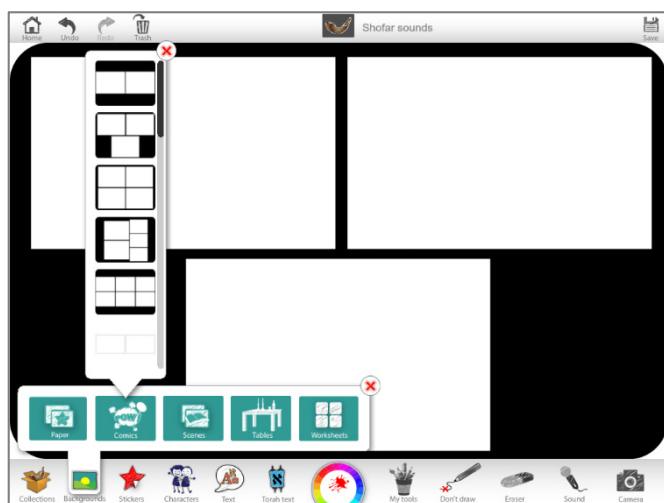 Home Undo Redo Trash Shofar sounds Save
POW
Paper Comics Scenes Tables Worksheets
Collections Backgrounds Stickers Characters Text Torah text My tools Don't draw Eraser Sound Camera